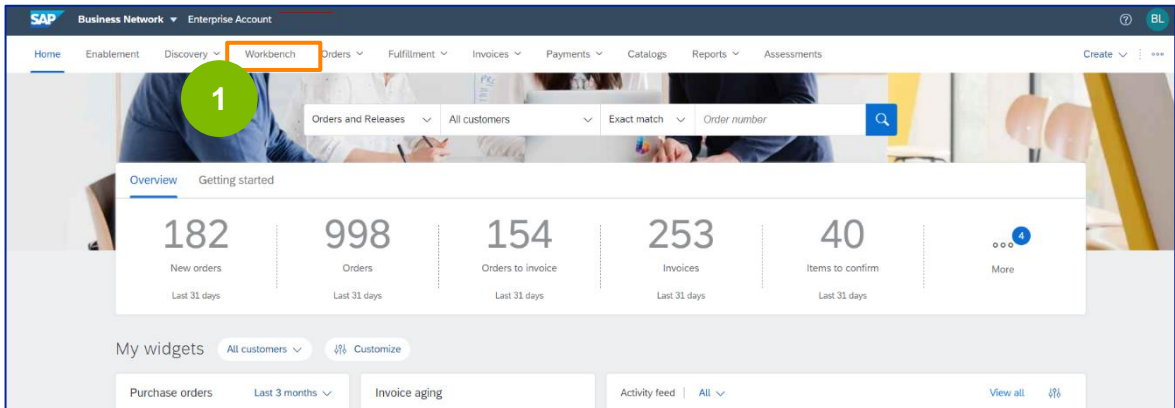 SAP Business Network Enterprise Account BL
Home Enablement Discovery Workbench Orders Fulfillment Invoices Payments Catalogs Reports Assessments Create
1
Orders and Releases All customers Exact match Order number
Overview Getting started
182 998 154 253 40 4
New orders Orders Orders to invoice Invoices Items to confirm More
Last 31 days Last 31 days Last 31 days Last 31 days Last 31 days
My widgets All customers Customize
Purchase orders Last 3 months Invoice aging Activity feed All View all